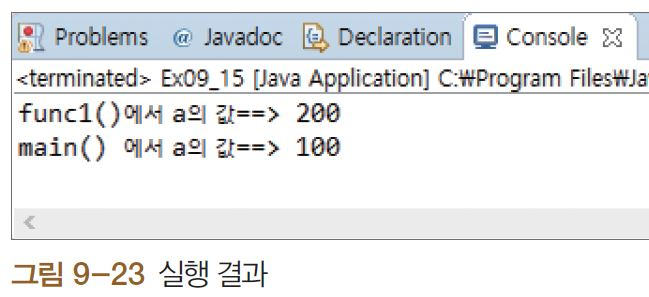 Problems @ Javadoc Declaration Console
<terminated> Ex09_15 [Java Application] C:₩Program Files₩Ja
func1()에서 a의 값==> 200
main() 에서 a의 값==> 100
그림 9-23 실행 결과